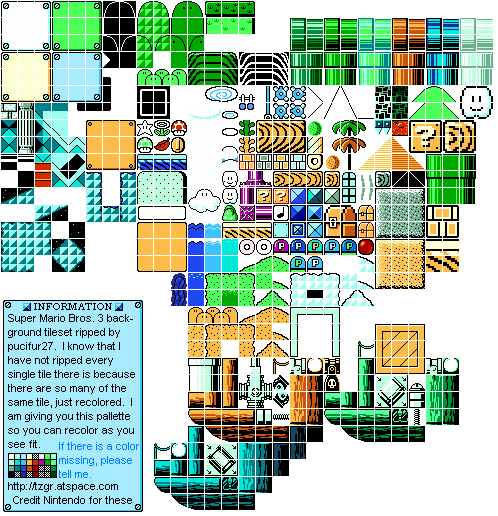 INFORMATION
Super Mario Bros. 3 back-
ground tileset ripped by
pucifur27. I know that I
have not ripped every
single tile there is because
there are so many of the
same tile, just recolored. I
am giving you this pallette
so you can recolor as you
see fit.
If there is a color
missing, please
tell me.
http://tzgr.atspace.com
Credit Nintendo for these
? ?
P P P P
P P